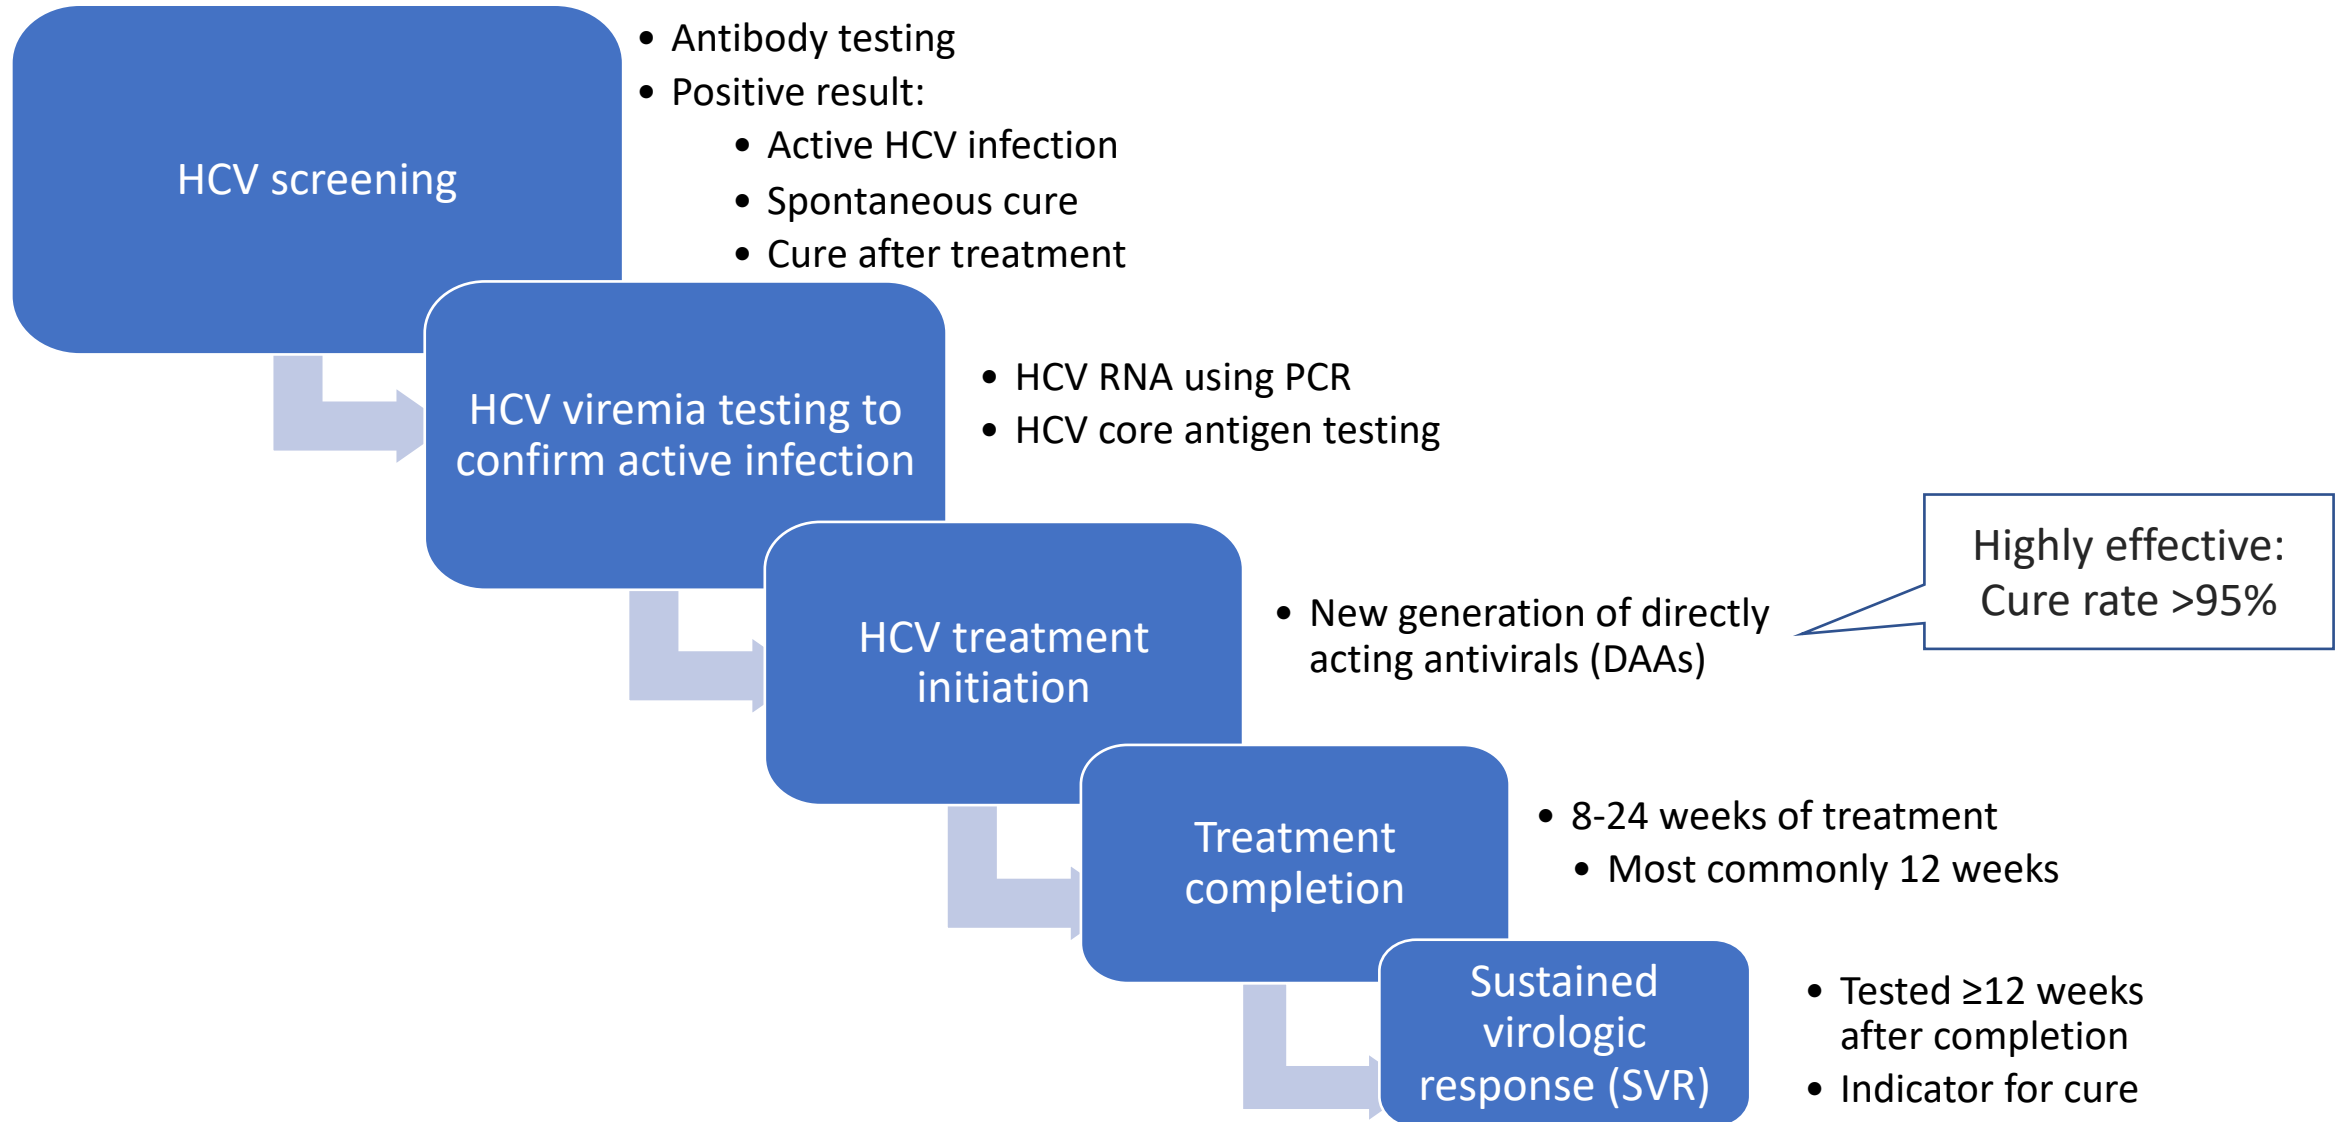 HCV screening
• Antibody testing
• Positive result:
• Active HCV infection
• Spontaneous cure
• Cure after treatment
HCV viremia testing to
confirm active infection
• HCV RNA using PCR
• HCV core antigen testing
HCV treatment
initiation
• New generation of directly
acting antivirals (DAAs)
Highly effective:
Cure rate >95%
Treatment
completion
• 8-24 weeks of treatment
• Most commonly 12 weeks
Sustained
virologic
response (SVR)
• Tested ≥12 weeks
after completion
• Indicator for cure